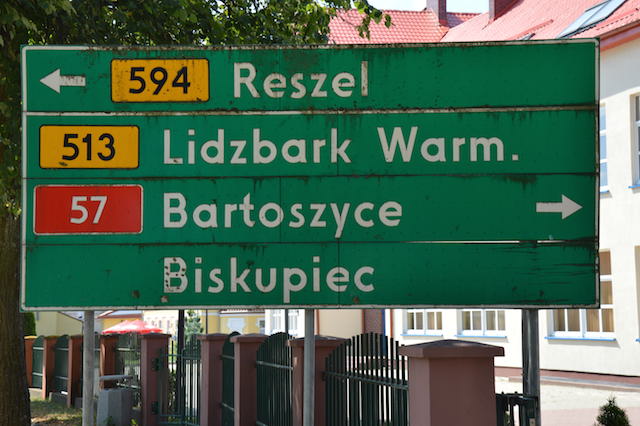 594 Reszel
513 Lidzbark Warm.
57 Bartoszyce
Biskupiec